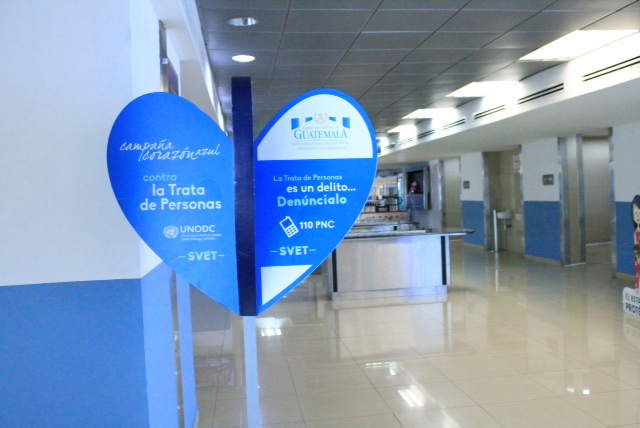 campaña
corazónazul
contra
la Trata
de Personas
UNODC
SVET
GUATEMALA
La Trata de Personas
es un delito...
Denúncialo
110 PNC
SVET